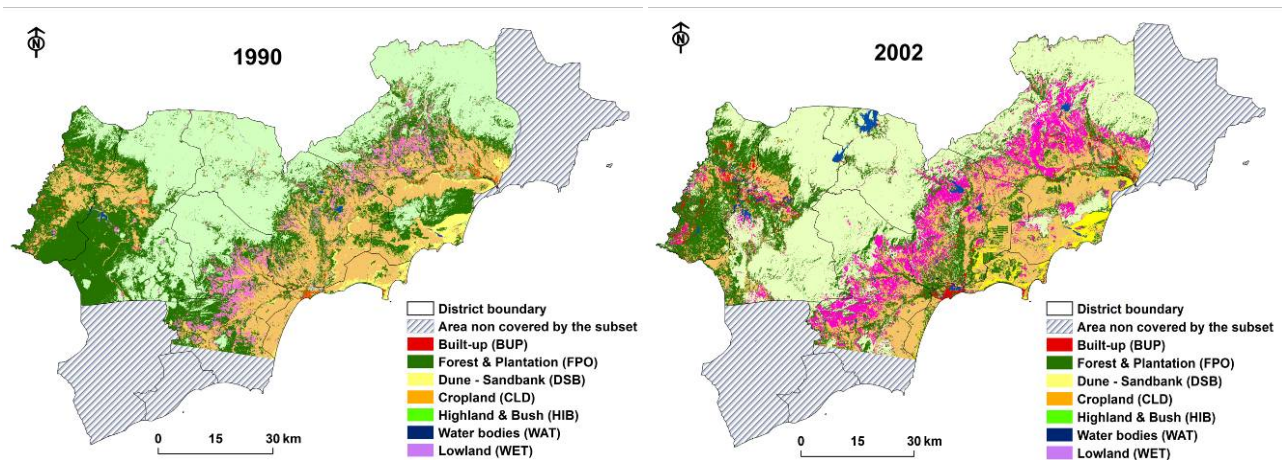 N
1990
District boundary
Area non covered by the subset
Built-up (BUP)
Forest & Plantation (FPO)
Dune - Sandbank (DSB)
Cropland (CLD)
Highland & Bush (HIB)
Water bodies (WAT)
Lowland (WET)
0 15 30 km
N
2002
District boundary
Area non covered by the subset
Built-up (BUP)
Forest & Plantation (FPO)
Dune - Sandbank (DSB)
Cropland (CLD)
Highland & Bush (HIB)
Water bodies (WAT)
Lowland (WET)
0 15 30 km